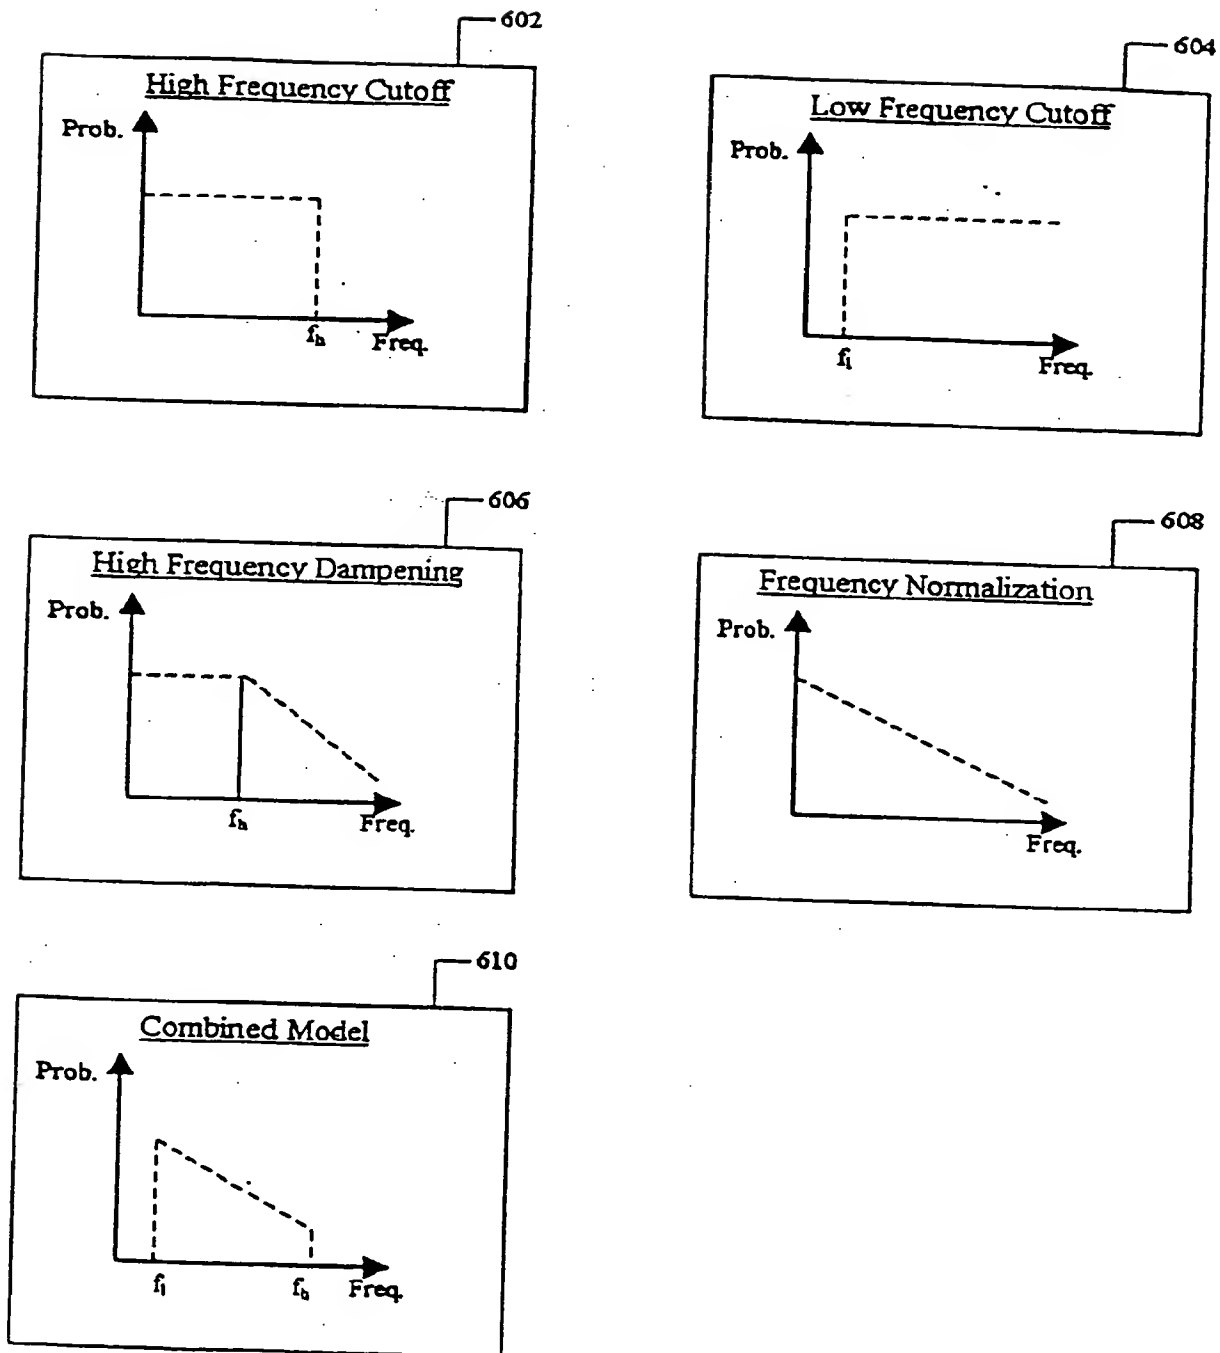 602
High Frequency Cutoff
Prob.
fh
Freq.
604
Low Frequency Cutoff
Prob.
fl
Freq.
606
High Frequency Dampening
Prob.
fh
Freq.
608
Frequency Normalization
Prob.
Freq.
610
Combined Model
Prob.
fl
fh
Freq.